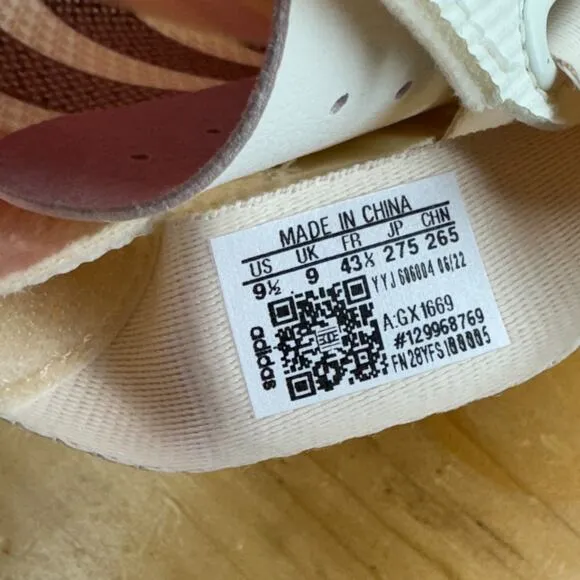 MADE IN CHINA
US UK FR JP CHN
9½ 9 43⅓ 275 265
YYJ 606004 06/22
adidas
A:GX1669
#129968769